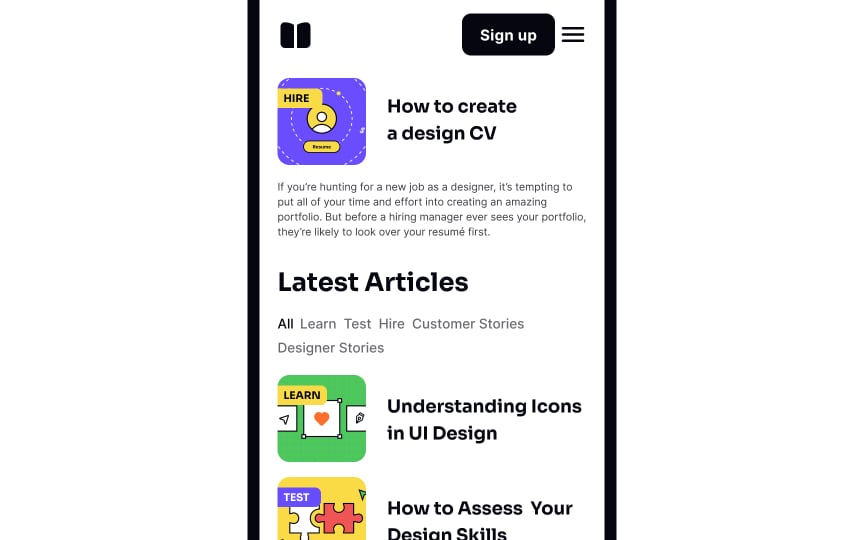 Sign up
HIRE
Resume
How to create
a design CV
If you’re hunting for a new job as a designer, it’s tempting to
put all of your time and effort into creating an amazing
portfolio. But before a hiring manager ever sees your portfolio,
they’re likely to look over your resumé first.
Latest Articles
All Learn Test Hire Customer Stories
Designer Stories
LEARN
Understanding Icons
in UI Design
TEST
How to Assess Your
Design Skills